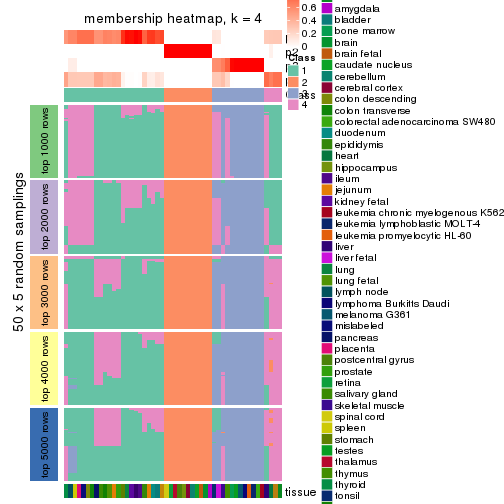 membership heatmap, k = 4
50 x 5 random samplings
top 1000 rows
top 2000 rows
top 3000 rows
top 4000 rows
top 5000 rows
0.6
0.4
0.2
0
Class
1
2
3
4
tissue
amygdala
bladder
bone marrow
brain
brain fetal
caudate nucleus
cerebellum
cerebral cortex
colon descending
colon transverse
colorectal adenocarcinoma SW480
duodenum
epididymis
heart
hippocampus
ileum
jejunum
kidney fetal
leukemia chronic myelogenous K562
leukemia lymphoblastic MOLT-4
leukemia promyelocytic HL-60
liver
liver fetal
lung
lung fetal
lymph node
lymphoma Burkitts Daudi
melanoma G361
mislabeled
pancreas
placenta
postcentral gyrus
prostate
retina
salivary gland
skeletal muscle
spinal cord
spleen
stomach
testes
thalamus
thymus
thyroid
tonsil